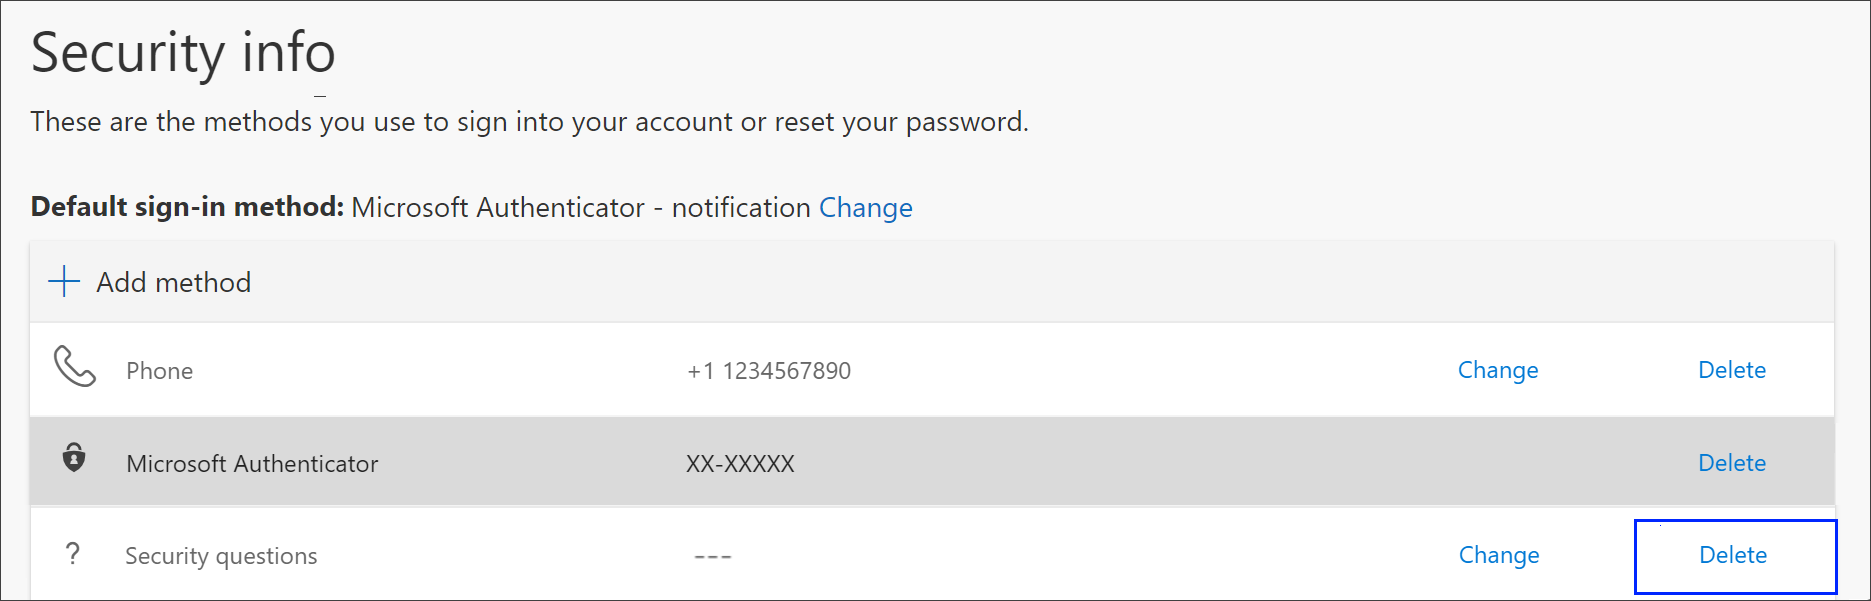 Security info
These are the methods you use to sign into your account or reset your password.
Default sign-in method: Microsoft Authenticator - notification Change
Add method
Phone +1 1234567890 Change Delete
Microsoft Authenticator XX-XXXXX Delete
? Security questions --- Change Delete